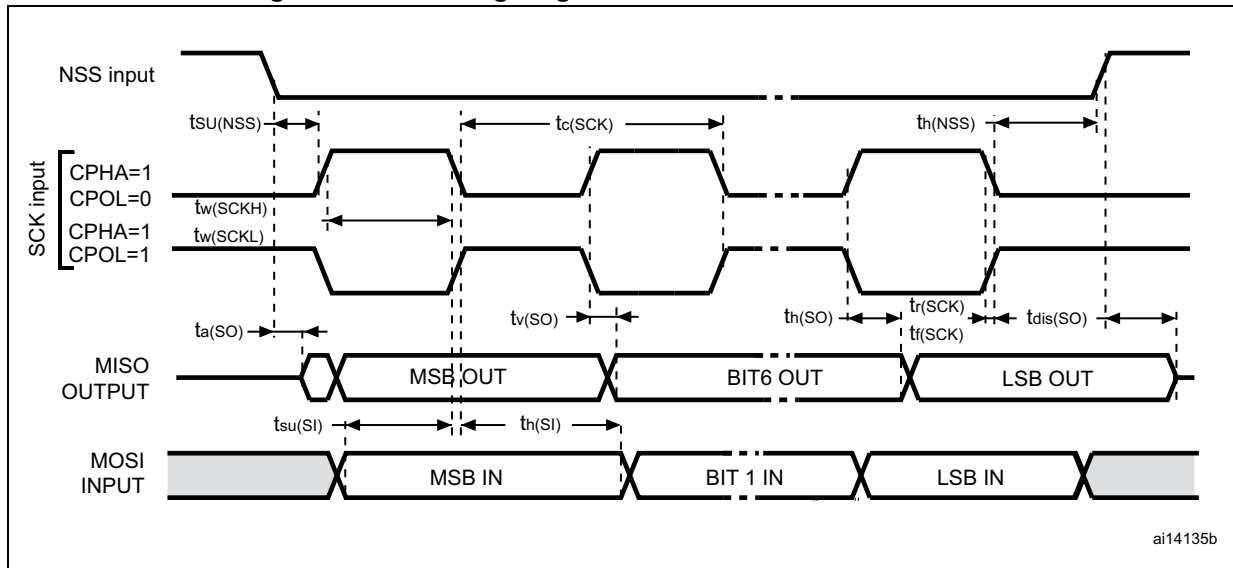 NSS input
tSU(NSS)
tc(SCK)
th(NSS)
SCK input
CPHA=1
CPOL=0
tw(SCKH)
CPHA=1
tw(SCKL)
CPOL=1
ta(SO)
tv(SO)
th(SO)
tr(SCK)
tf(SCK)
tdis(SO)
MISO
OUTPUT
MSB OUT
BIT6 OUT
LSB OUT
tsu(SI)
th(SI)
MOSI
INPUT
MSB IN
BIT 1 IN
LSB IN
ai14135b